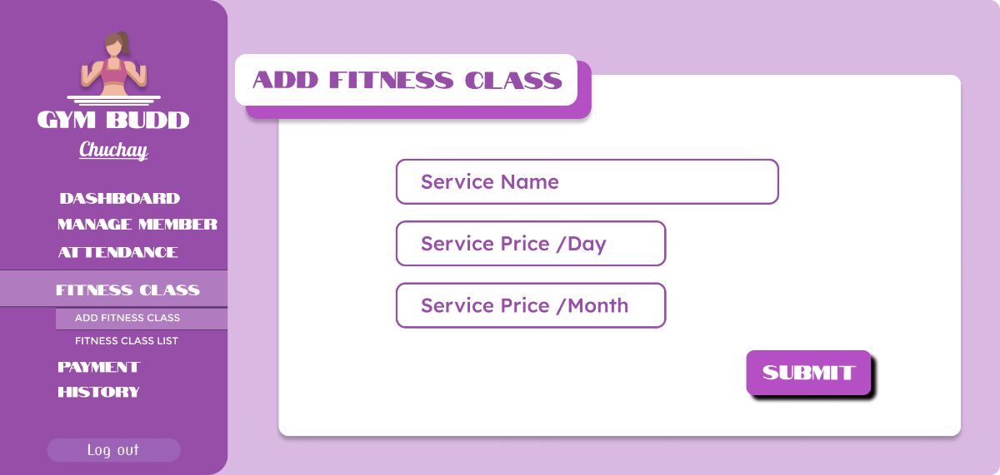 GYM BUDD
Chuchay
DASHBOARD
MANAGE MEMBER
ATTENDANCE
FITNESS CLASS
ADD FITNESS CLASS
FITNESS CLASS LIST
PAYMENT
HISTORY
Log out
ADD FITNESS CLASS
Service Name
Service Price /Day
Service Price /Month
SUBMIT